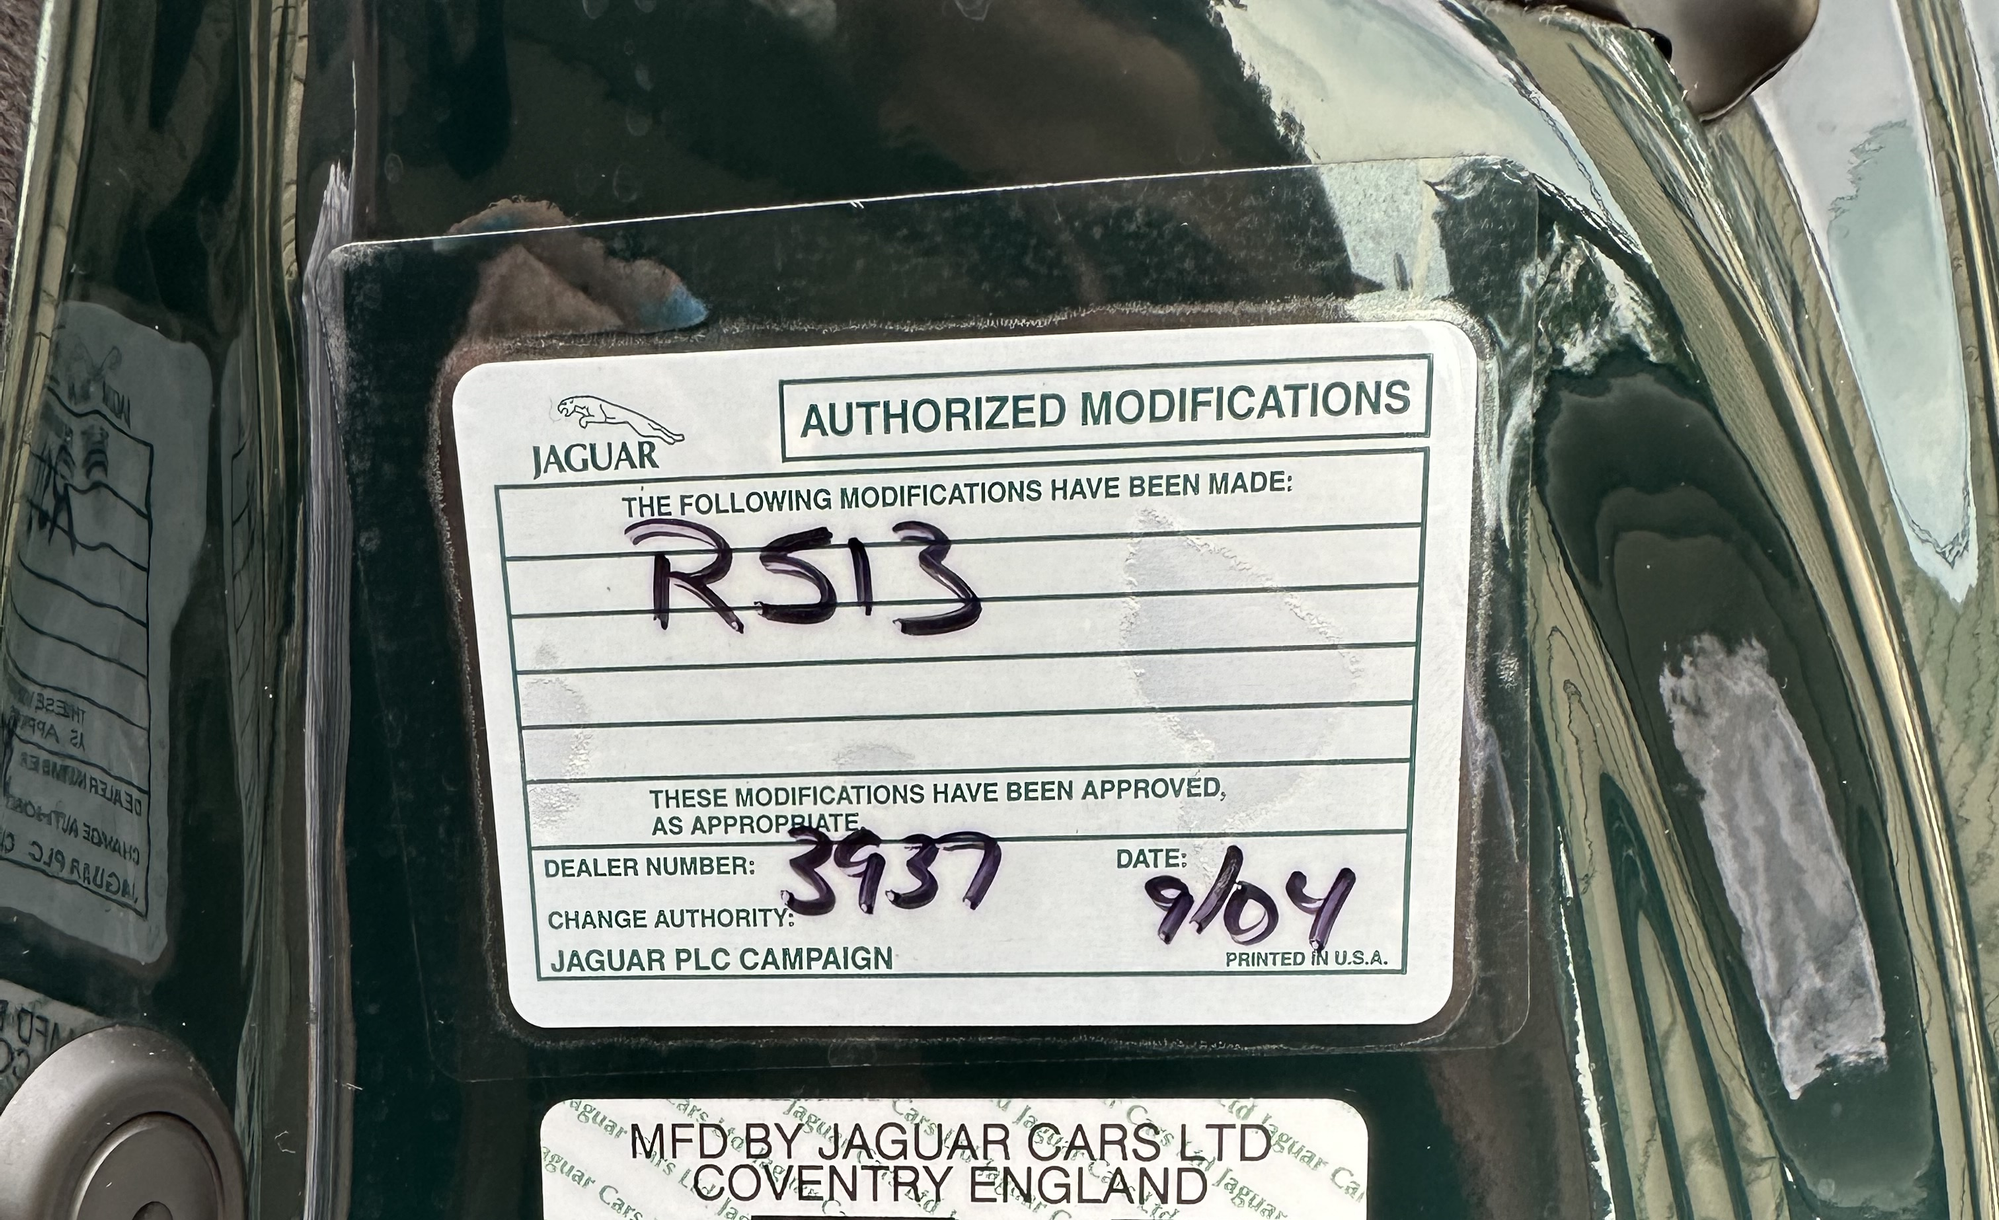 JAGUAR
AUTHORIZED MODIFICATIONS
THE FOLLOWING MODIFICATIONS HAVE BEEN MADE:
R513
THESE MODIFICATIONS HAVE BEEN APPROVED,
AS APPROPRIATE
DEALER NUMBER: 3937
DATE: 9/04
CHANGE AUTHORITY:
JAGUAR PLC CAMPAIGN
PRINTED IN U.S.A.
MFD BY JAGUAR CARS LTD
COVENTRY ENGLAND